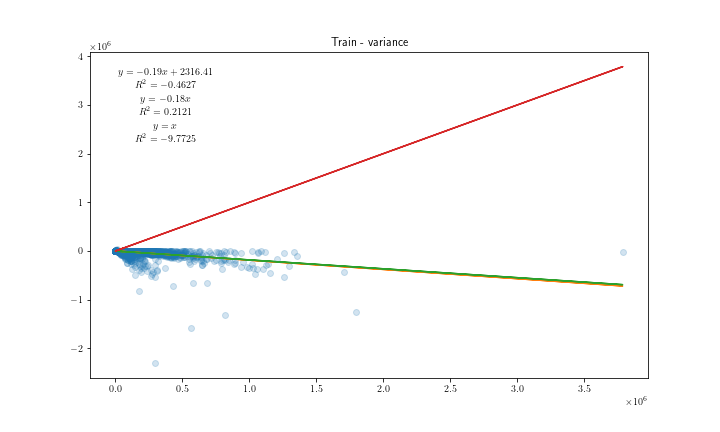 Train - variance
×10⁶
y = −0.19x + 2316.41
R² = −0.4627
y = −0.18x
R² = 0.2121
y = x
R² = −9.7725
4
3
2
1
0
−1
−2
0.0 0.5 1.0 1.5 2.0 2.5 3.0 3.5
×10⁶